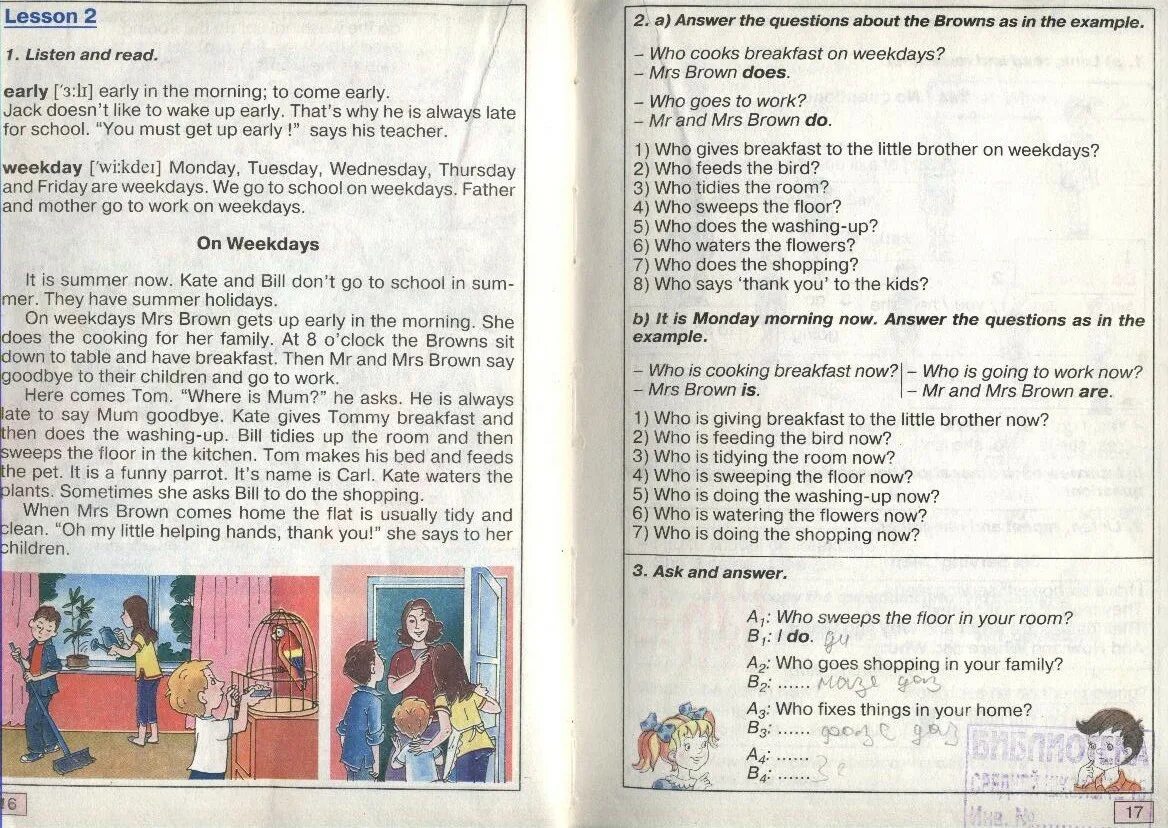 Lesson 2
1. Listen and read.
early ['ɜ:lɪ] early in the morning; to come early.
Jack doesn't like to wake up early. That's why he is always late
for school. "You must get up early !" says his teacher.
weekday ['wi:kdeɪ] Monday, Tuesday, Wednesday, Thursday
and Friday are weekdays. We go to school on weekdays. Father
and mother go to work on weekdays.
On Weekdays
It is summer now. Kate and Bill don't go to school in sum-
mer. They have summer holidays.
On weekdays Mrs Brown gets up early in the morning. She
does the cooking for her family. At 8 o'clock the Browns sit
down to table and have breakfast. Then Mr and Mrs Brown say
goodbye to their children and go to work.
Here comes Tom. "Where is Mum?" he asks. He is always
late to say Mum goodbye. Kate gives Tommy breakfast and
then does the washing-up. Bill tidies up the room and then
sweeps the floor in the kitchen. Tom makes his bed and feeds
the pet. It is a funny parrot. It's name is Carl. Kate waters the
plants. Sometimes she asks Bill to do the shopping.
When Mrs Brown comes home the flat is usually tidy and
clean. "Oh my little helping hands, thank you!" she says to her
children.
16
2. a) Answer the questions about the Browns as in the example.
– Who cooks breakfast on weekdays?
– Mrs Brown does.
– Who goes to work?
– Mr and Mrs Brown do.
1) Who gives breakfast to the little brother on weekdays?
2) Who feeds the bird?
3) Who tidies the room?
4) Who sweeps the floor?
5) Who does the washing-up?
6) Who waters the flowers?
7) Who does the shopping?
8) Who says 'thank you' to the kids?
b) It is Monday morning now. Answer the questions as in the
example.
– Who is cooking breakfast now?
– Mrs Brown is.
– Who is going to work now?
– Mr and Mrs Brown are.
1) Who is giving breakfast to the little brother now?
2) Who is feeding the bird now?
3) Who is tidying the room now?
4) Who is sweeping the floor now?
5) Who is doing the washing-up now?
6) Who is watering the flowers now?
7) Who is doing the shopping now?
3. Ask and answer.
A₁: Who sweeps the floor in your room?
B₁: I do. ду
A₂: Who goes shopping in your family?
B₂: ...... мазе даз
A₃: Who fixes things in your home?
B₃: ...... фазе даз
A₄: ......
B₄: ......
17